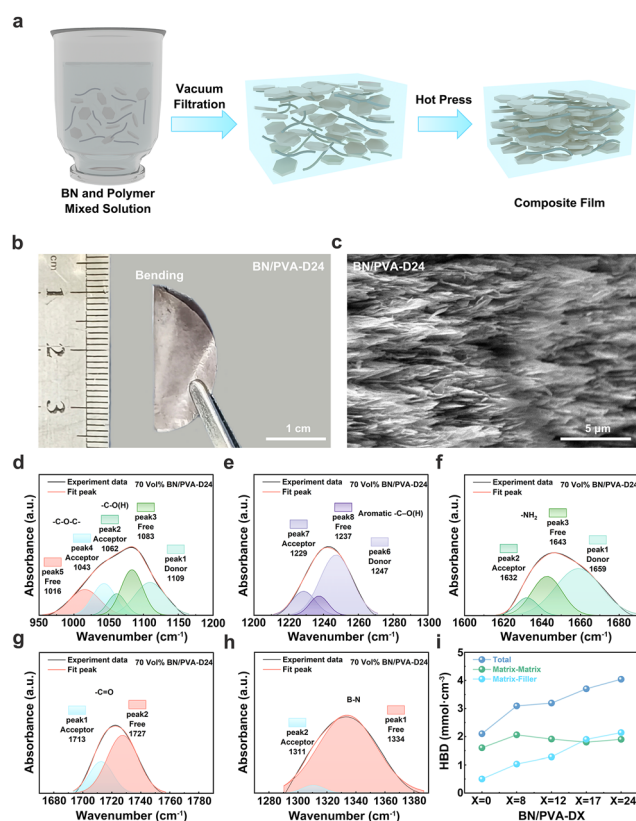 a
Vacuum
Filtration
Hot Press
BN and Polymer
Mixed Solution
Composite Film
b
cm
1
2
3
Bending
BN/PVA-D24
1 cm
c
BN/PVA-D24
5 μm
d
Experiment data
Fit peak
70 Vol% BN/PVA-D24
-C-O(H)
-C-O-C-
peak3
Free
1083
peak2
Acceptor
1062
peak4
Acceptor
1043
peak5
Free
1016
peak1
Donor
1109
Absorbance (a.u.)
950 1000 1050 1100 1150 1200
Wavenumber (cm-1)
e
Experiment data
Fit peak
70 Vol% BN/PVA-D24
Aromatic -C-O(H)
peak8
Free
1237
peak7
Acceptor
1229
peak6
Donor
1247
Absorbance (a.u.)
1200 1220 1240 1260 1280 1300
Wavenumber (cm-1)
f
Experiment data
Fit peak
70 Vol% BN/PVA-D24
-NH2
peak3
Free
1643
peak2
Acceptor
1632
peak1
Donor
1659
Absorbance (a.u.)
1600 1620 1640 1660 1680
Wavenumber (cm-1)
g
Experiment data
Fit peak
70 Vol% BN/PVA-D24
-C=O
peak1
Acceptor
1713
peak2
Free
1727
Absorbance (a.u.)
1680 1700 1720 1740 1760 1780
Wavenumber (cm-1)
h
Experiment data
Fit peak
70 Vol% BN/PVA-D24
B-N
peak2
Acceptor
1311
peak1
Free
1334
Absorbance (a.u.)
1280 1300 1320 1340 1360 1380
Wavenumber (cm-1)
i
Total
Matrix-Matrix
Matrix-Filler
HBD (mmol·cm-3)
5
4
3
2
1
0
X=0 X=8 X=12 X=17 X=24
BN/PVA-DX